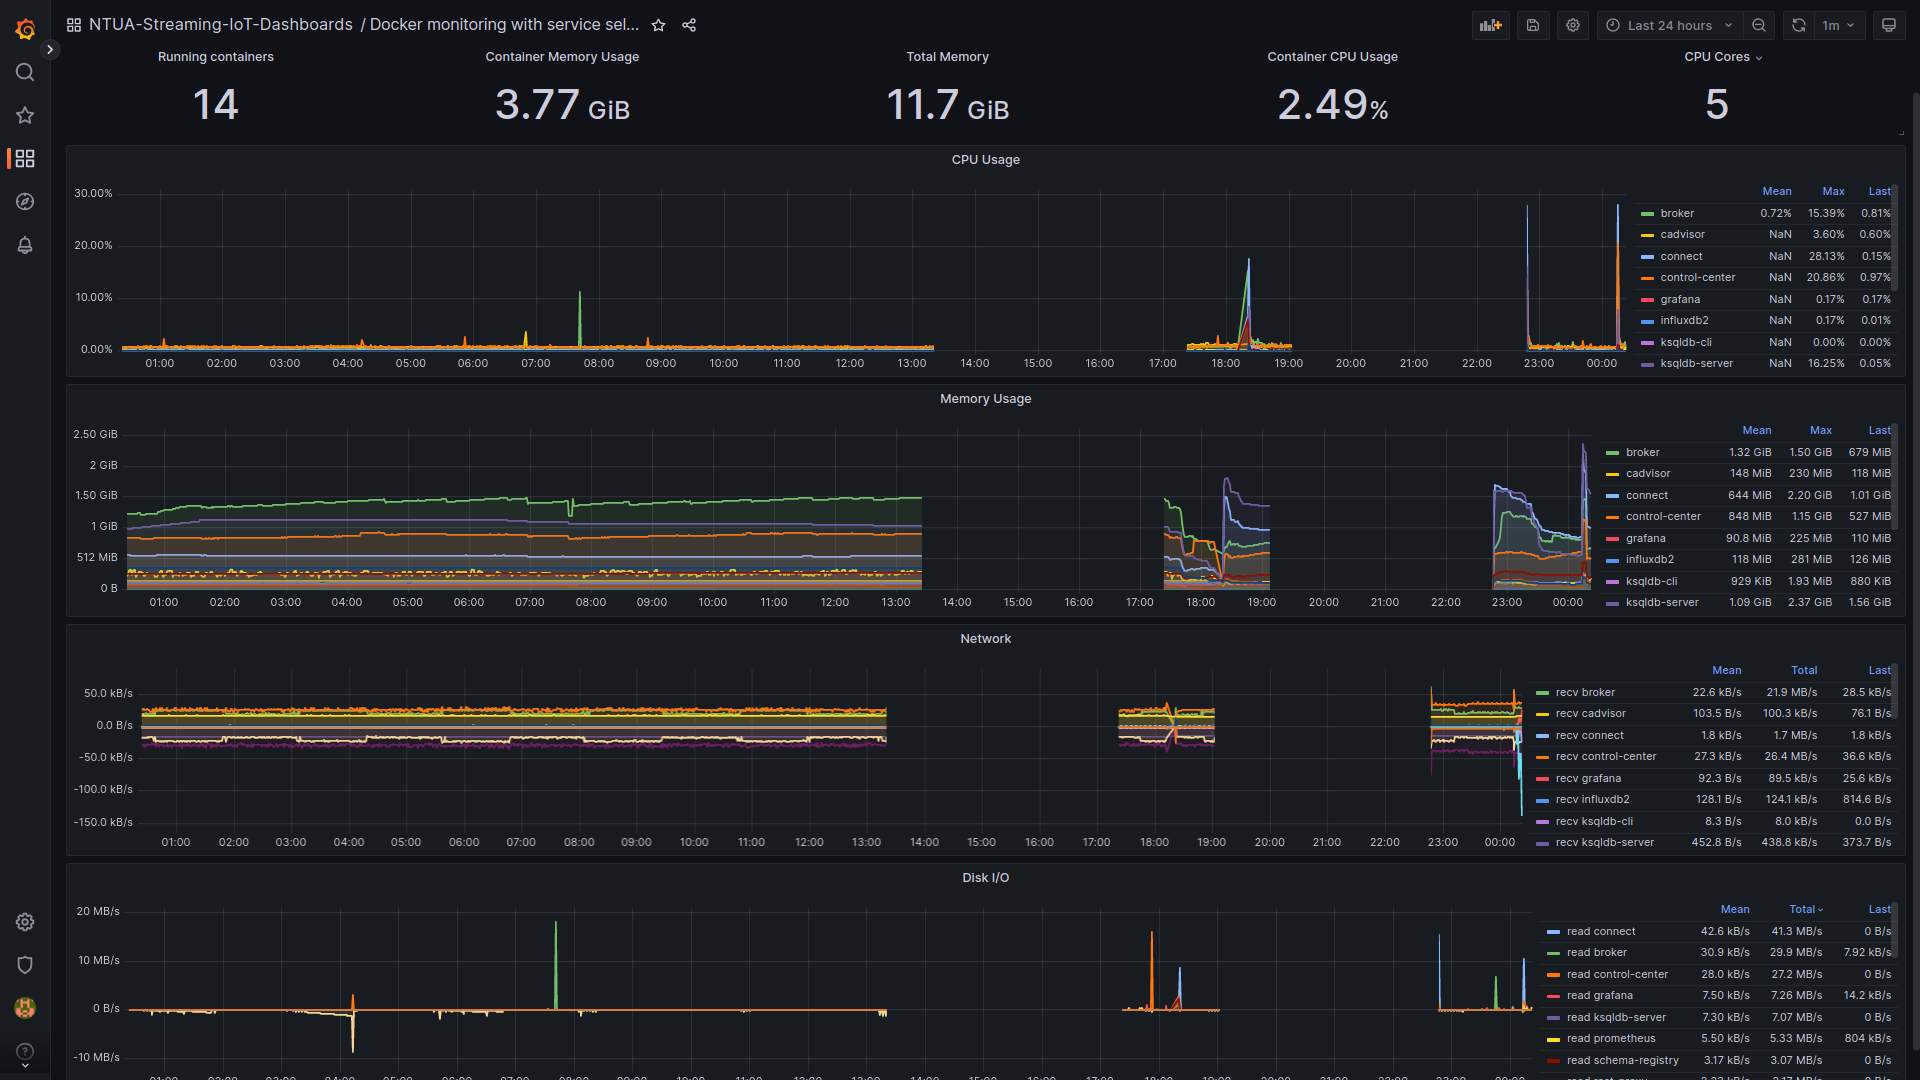 NTUA-Streaming-IoT-Dashboards / Docker monitoring with service sel...
Last 24 hours
1m
Running containers
14
Container Memory Usage
3.77 GiB
Total Memory
11.7 GiB
Container CPU Usage
2.49%
CPU Cores
5
CPU Usage
30.00%
20.00%
10.00%
0.00%
01:00 02:00 03:00 04:00 05:00 06:00 07:00 08:00 09:00 10:00 11:00 12:00 13:00 14:00 15:00 16:00 17:00 18:00 19:00 20:00 21:00 22:00 23:00 00:00
Mean Max Last
broker 0.72% 15.39% 0.81%
cadvisor NaN 3.60% 0.60%
connect NaN 28.13% 0.15%
control-center NaN 20.86% 0.97%
grafana NaN 0.17% 0.17%
influxdb2 NaN 0.17% 0.01%
ksqldb-cli NaN 0.00% 0.00%
ksqldb-server NaN 16.25% 0.05%
Memory Usage
2.50 GiB
2 GiB
1.50 GiB
1 GiB
512 MiB
0 B
01:00 02:00 03:00 04:00 05:00 06:00 07:00 08:00 09:00 10:00 11:00 12:00 13:00 14:00 15:00 16:00 17:00 18:00 19:00 20:00 21:00 22:00 23:00 00:00
Mean Max Last
broker 1.32 GiB 1.50 GiB 679 MiB
cadvisor 148 MiB 230 MiB 118 MiB
connect 644 MiB 2.20 GiB 1.01 GiB
control-center 848 MiB 1.15 GiB 527 MiB
grafana 90.8 MiB 225 MiB 110 MiB
influxdb2 118 MiB 281 MiB 126 MiB
ksqldb-cli 929 KiB 1.93 MiB 880 KiB
ksqldb-server 1.09 GiB 2.37 GiB 1.56 GiB
Network
50.0 kB/s
0.0 B/s
-50.0 kB/s
-100.0 kB/s
-150.0 kB/s
01:00 02:00 03:00 04:00 05:00 06:00 07:00 08:00 09:00 10:00 11:00 12:00 13:00 14:00 15:00 16:00 17:00 18:00 19:00 20:00 21:00 22:00 23:00 00:00
Mean Total Last
recv broker 22.6 kB/s 21.9 MB/s 28.5 kB/s
recv cadvisor 103.5 B/s 100.3 kB/s 76.1 B/s
recv connect 1.8 kB/s 1.7 MB/s 1.8 kB/s
recv control-center 27.3 kB/s 26.4 MB/s 36.6 kB/s
recv grafana 92.3 B/s 89.5 kB/s 25.6 kB/s
recv influxdb2 128.1 B/s 124.1 kB/s 814.6 B/s
recv ksqldb-cli 8.3 B/s 8.0 kB/s 0.0 B/s
recv ksqldb-server 452.8 B/s 438.8 kB/s 373.7 B/s
Disk I/O
20 MB/s
10 MB/s
0 B/s
-10 MB/s
Mean Total Last
read connect 42.6 kB/s 41.3 MB/s 0 B/s
read broker 30.9 kB/s 29.9 MB/s 7.92 kB/s
read control-center 28.0 kB/s 27.2 MB/s 0 B/s
read grafana 7.50 kB/s 7.26 MB/s 14.2 kB/s
read ksqldb-server 7.30 kB/s 7.07 MB/s 0 B/s
read prometheus 5.50 kB/s 5.33 MB/s 804 kB/s
read schema-registry 3.17 kB/s 3.07 MB/s 0 B/s